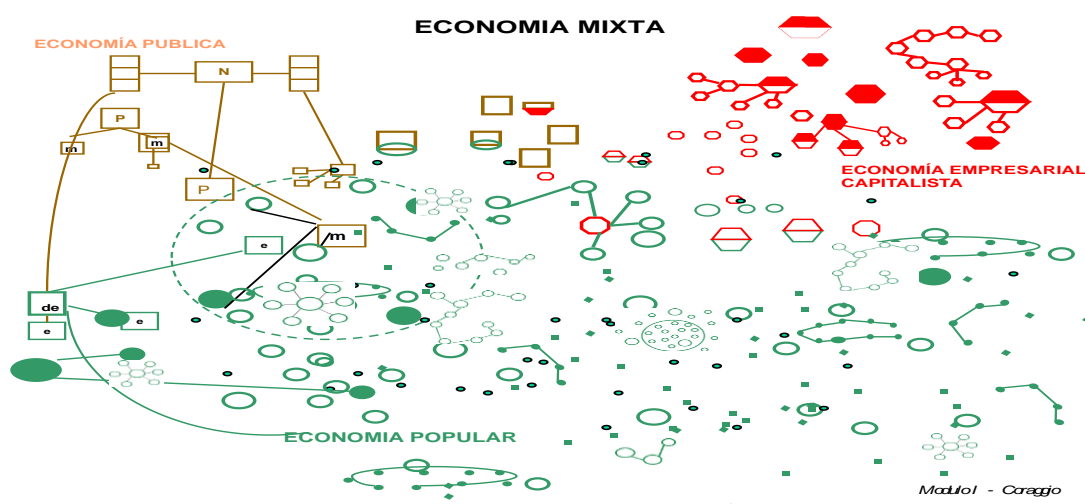 ECONOMIA MIXTA
ECONOMÍA PUBLICA
N
P
m
m
P
ECONOMÍA EMPRESARIAL
CAPITALISTA
m
e
de
e
e
ECONOMIA POPULAR
Modulo I - Coraggio